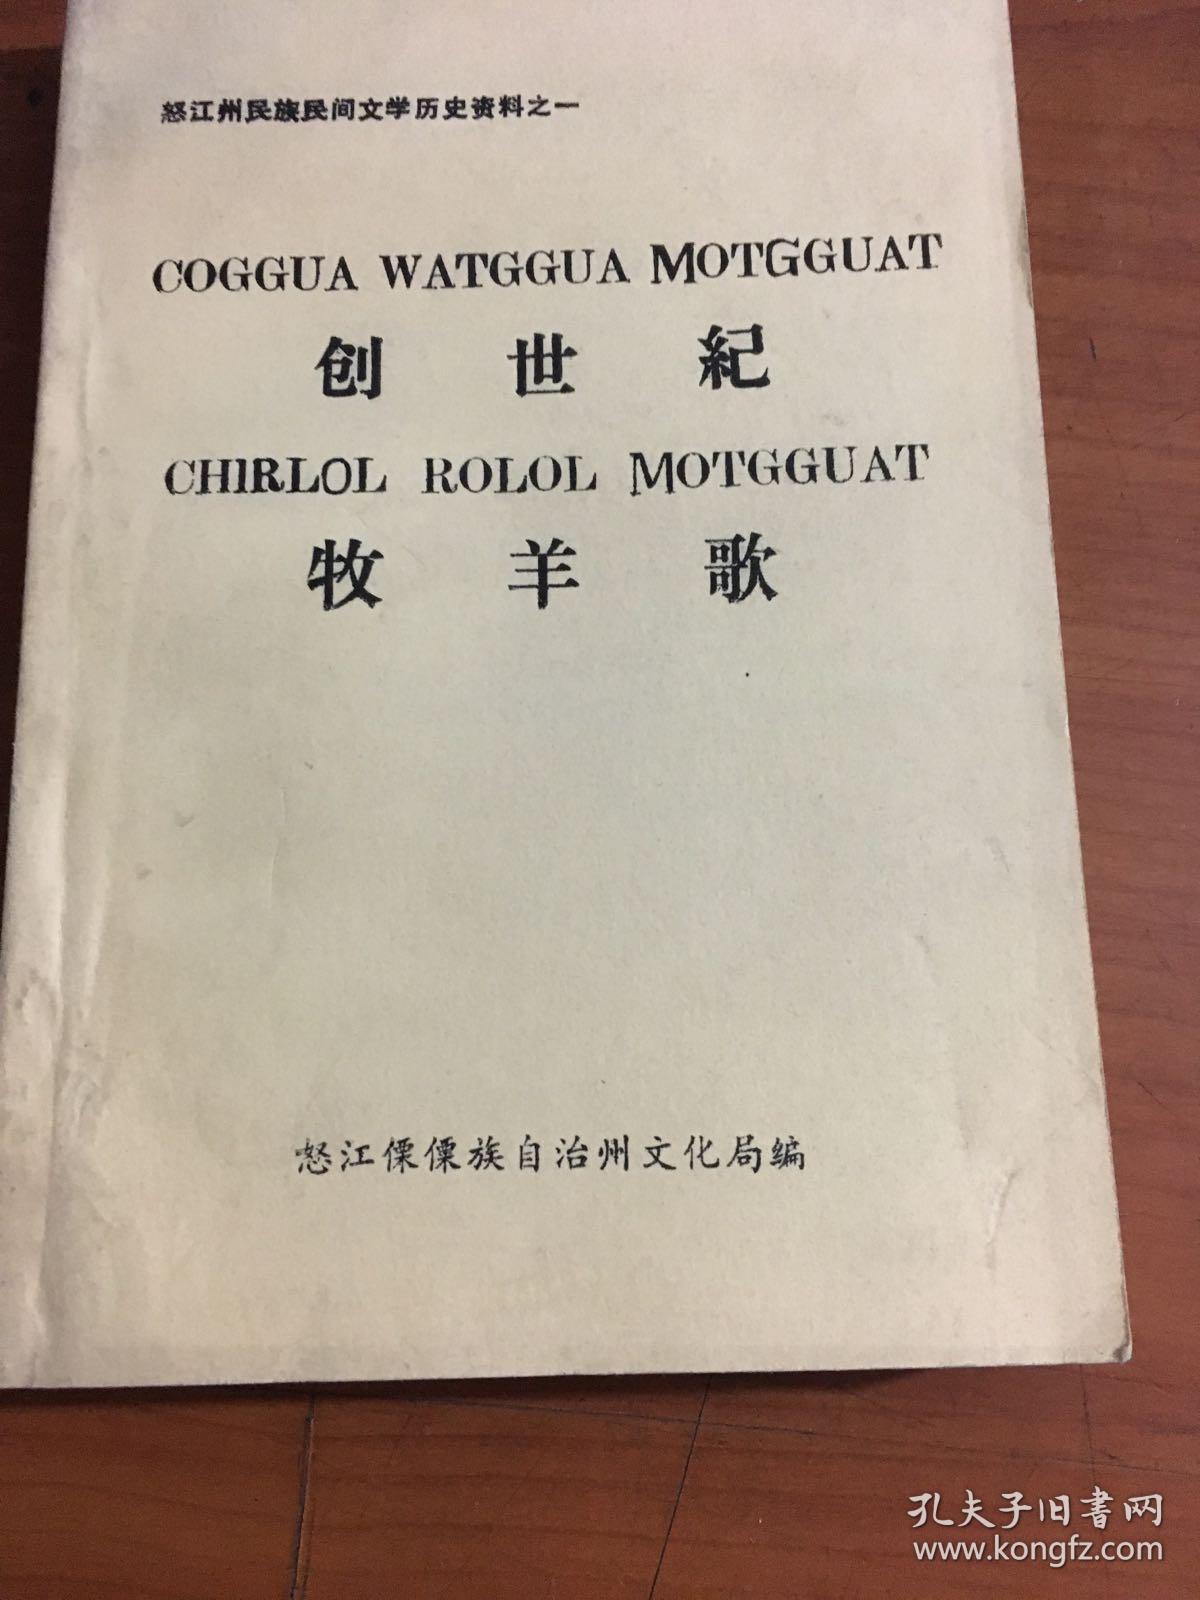 怒江州民族民间文学历史资料之一
COGGUA WATGGUA MOTGGUAT
创世紀
CHIRLOL ROLOL MOTGGUAT
牧羊歌
怒江傈僳族自治州文化局编
孔夫子旧书网
www.kongfz.com